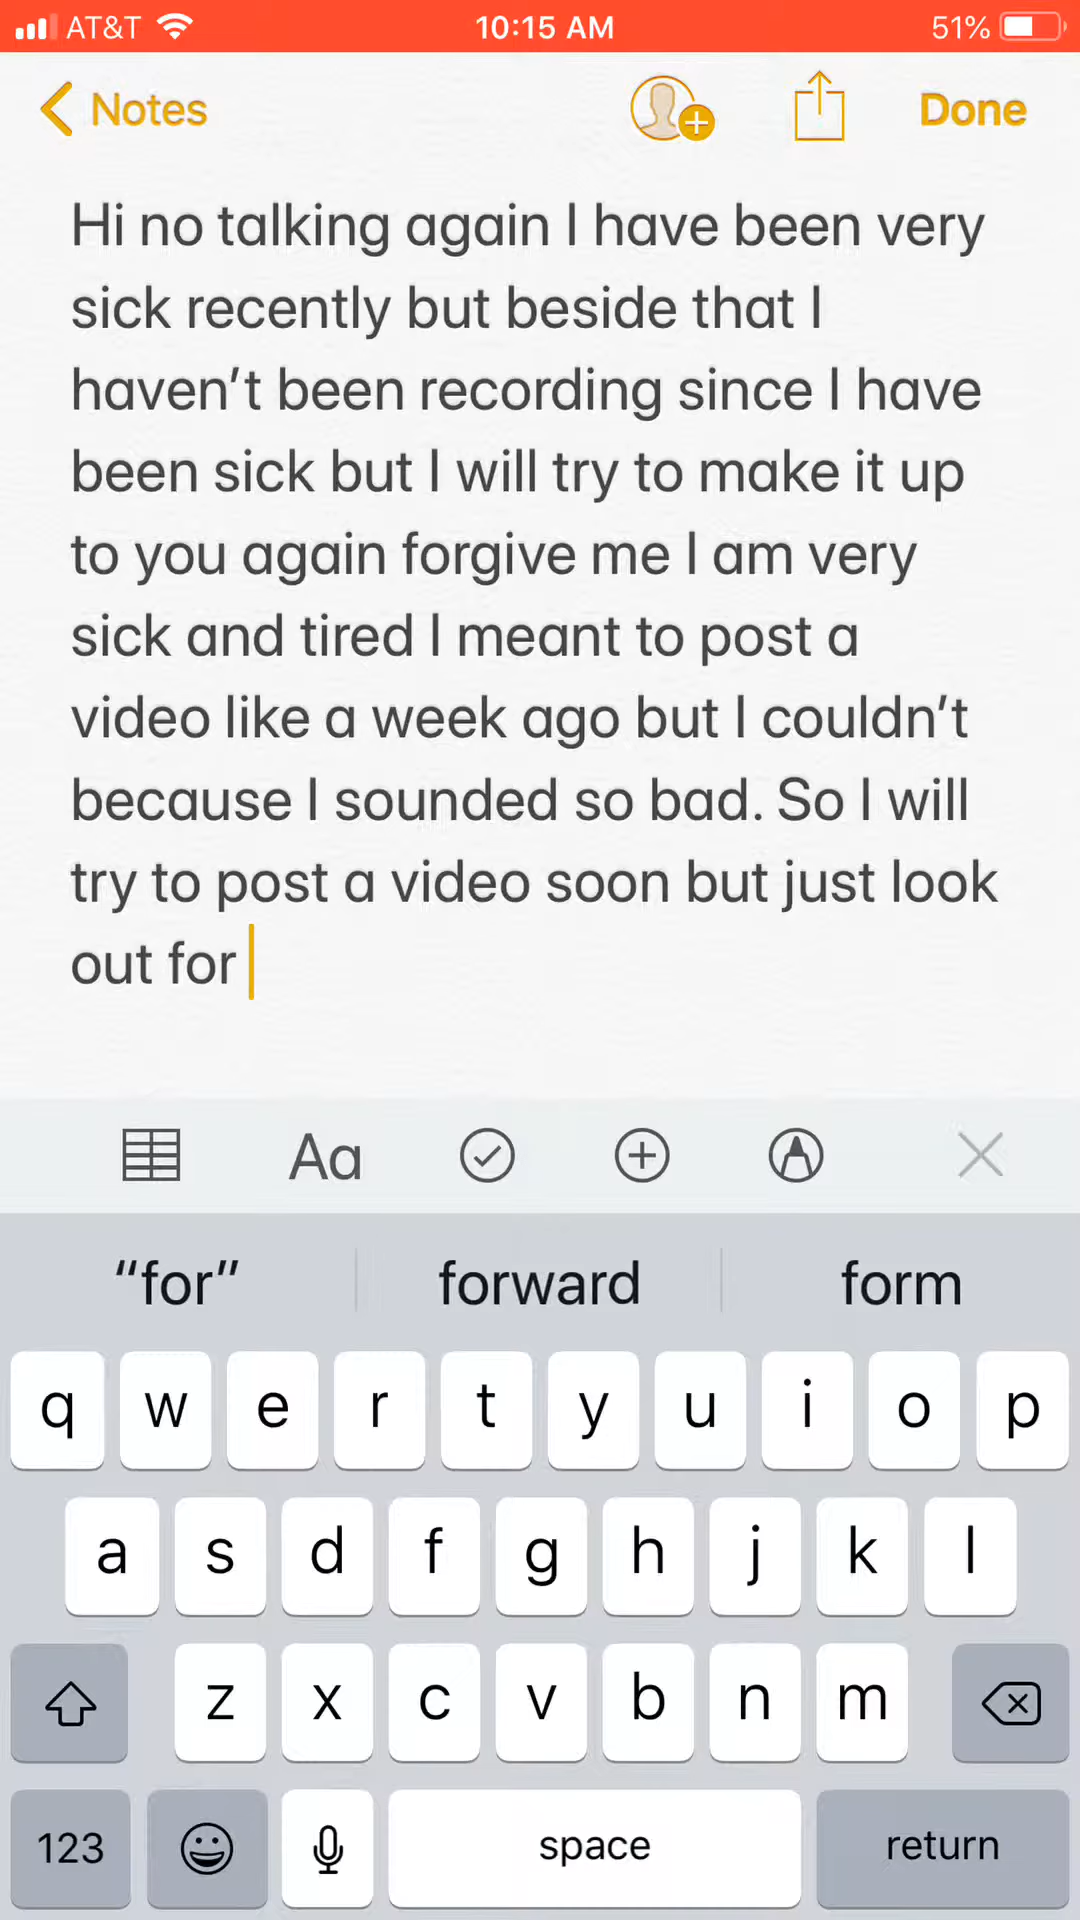 AT&T 10:15 AM 51%
Notes Done
Hi no talking again I have been very
sick recently but beside that I
haven’t been recording since I have
been sick but I will try to make it up
to you again forgive me I am very
sick and tired I meant to post a
video like a week ago but I couldn’t
because I sounded so bad. So I will
try to post a video soon but just look
out for
Aa
“for” forward form
q w e r t y u i o p
a s d f g h j k l
z x c v b n m
123 space return